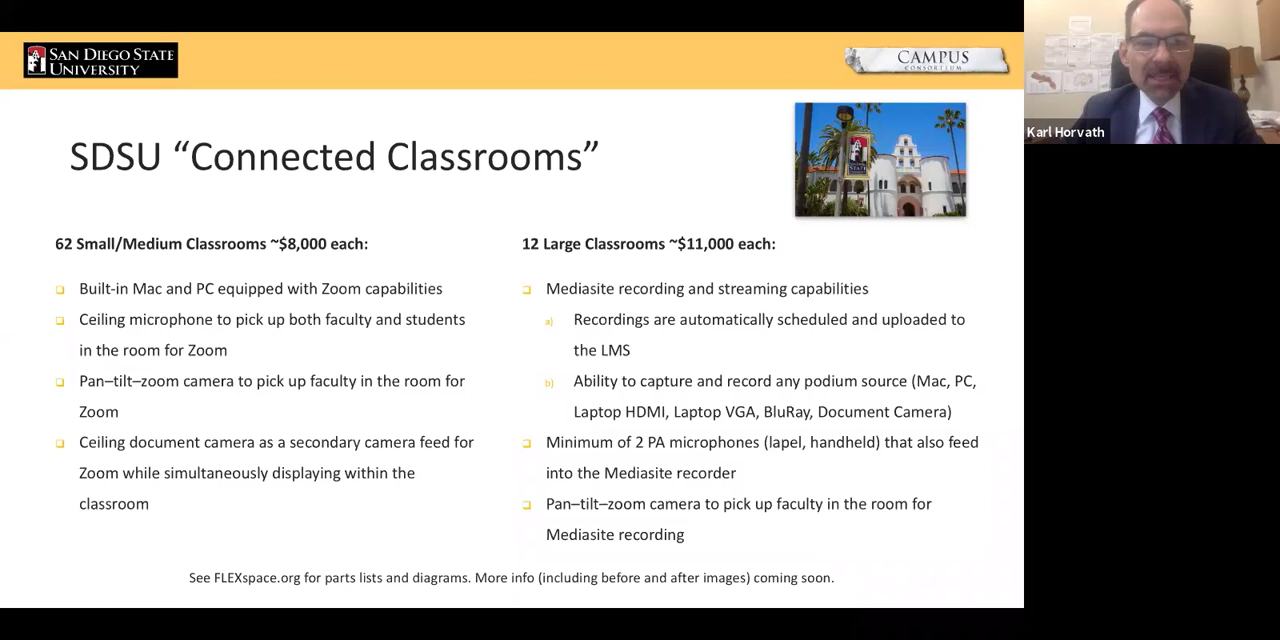 SAN DIEGO STATE
UNIVERSITY
CAMPUS
CONSORTIUM
Karl Horvath
SDSU “Connected Classrooms”
62 Small/Medium Classrooms ~$8,000 each:
❑ Built-in Mac and PC equipped with Zoom capabilities
❑ Ceiling microphone to pick up both faculty and students
in the room for Zoom
❑ Pan–tilt–zoom camera to pick up faculty in the room for
Zoom
❑ Ceiling document camera as a secondary camera feed for
Zoom while simultaneously displaying within the
classroom
12 Large Classrooms ~$11,000 each:
❑ Mediasite recording and streaming capabilities
a) Recordings are automatically scheduled and uploaded to
the LMS
b) Ability to capture and record any podium source (Mac, PC,
Laptop HDMI, Laptop VGA, BluRay, Document Camera)
❑ Minimum of 2 PA microphones (lapel, handheld) that also feed
into the Mediasite recorder
❑ Pan–tilt–zoom camera to pick up faculty in the room for
Mediasite recording
See FLEXspace.org for parts lists and diagrams. More info (including before and after images) coming soon.